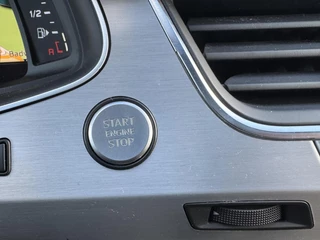 1/2
R
START
ENGINE
STOP